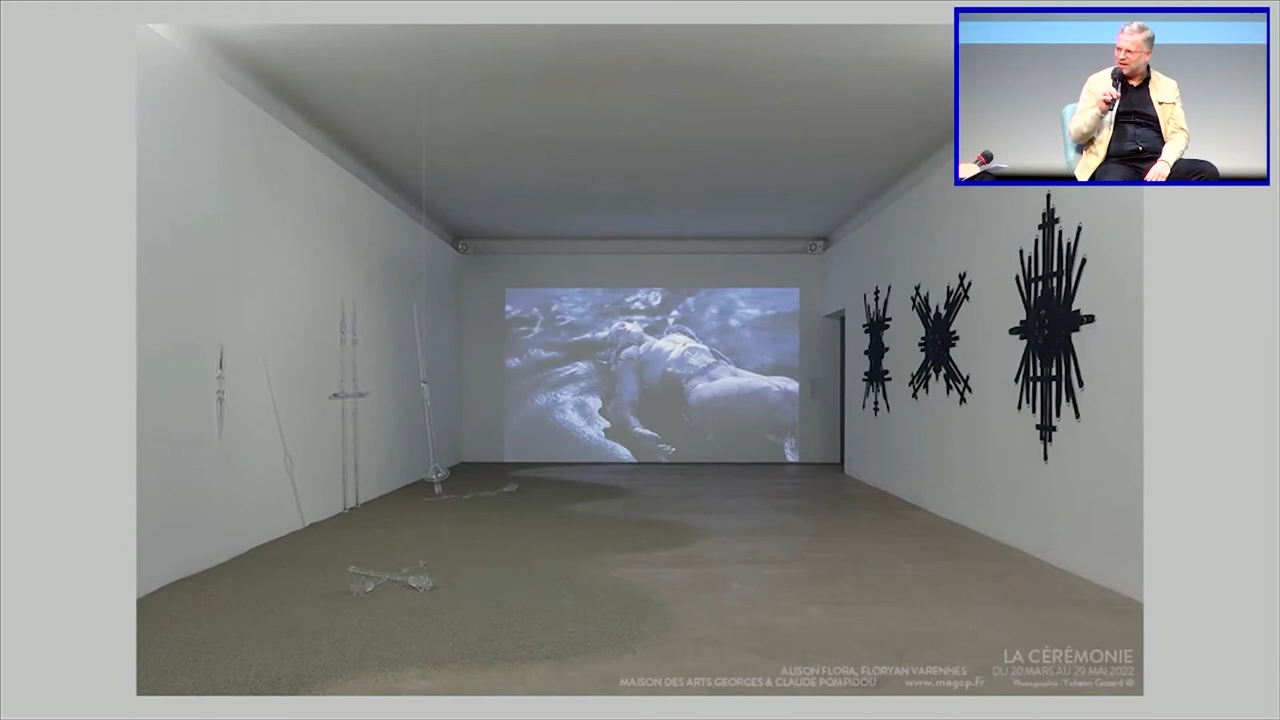 LA CÉRÉMONIE
ALISON FLORA, FLORYAN VARENNES DU 20 MARS AU 29 MAI 2022
MAISON DES ARTS GEORGES & CLAUDE POMPIDOU www.magcp.fr Photographie : Yohann Gozard ©